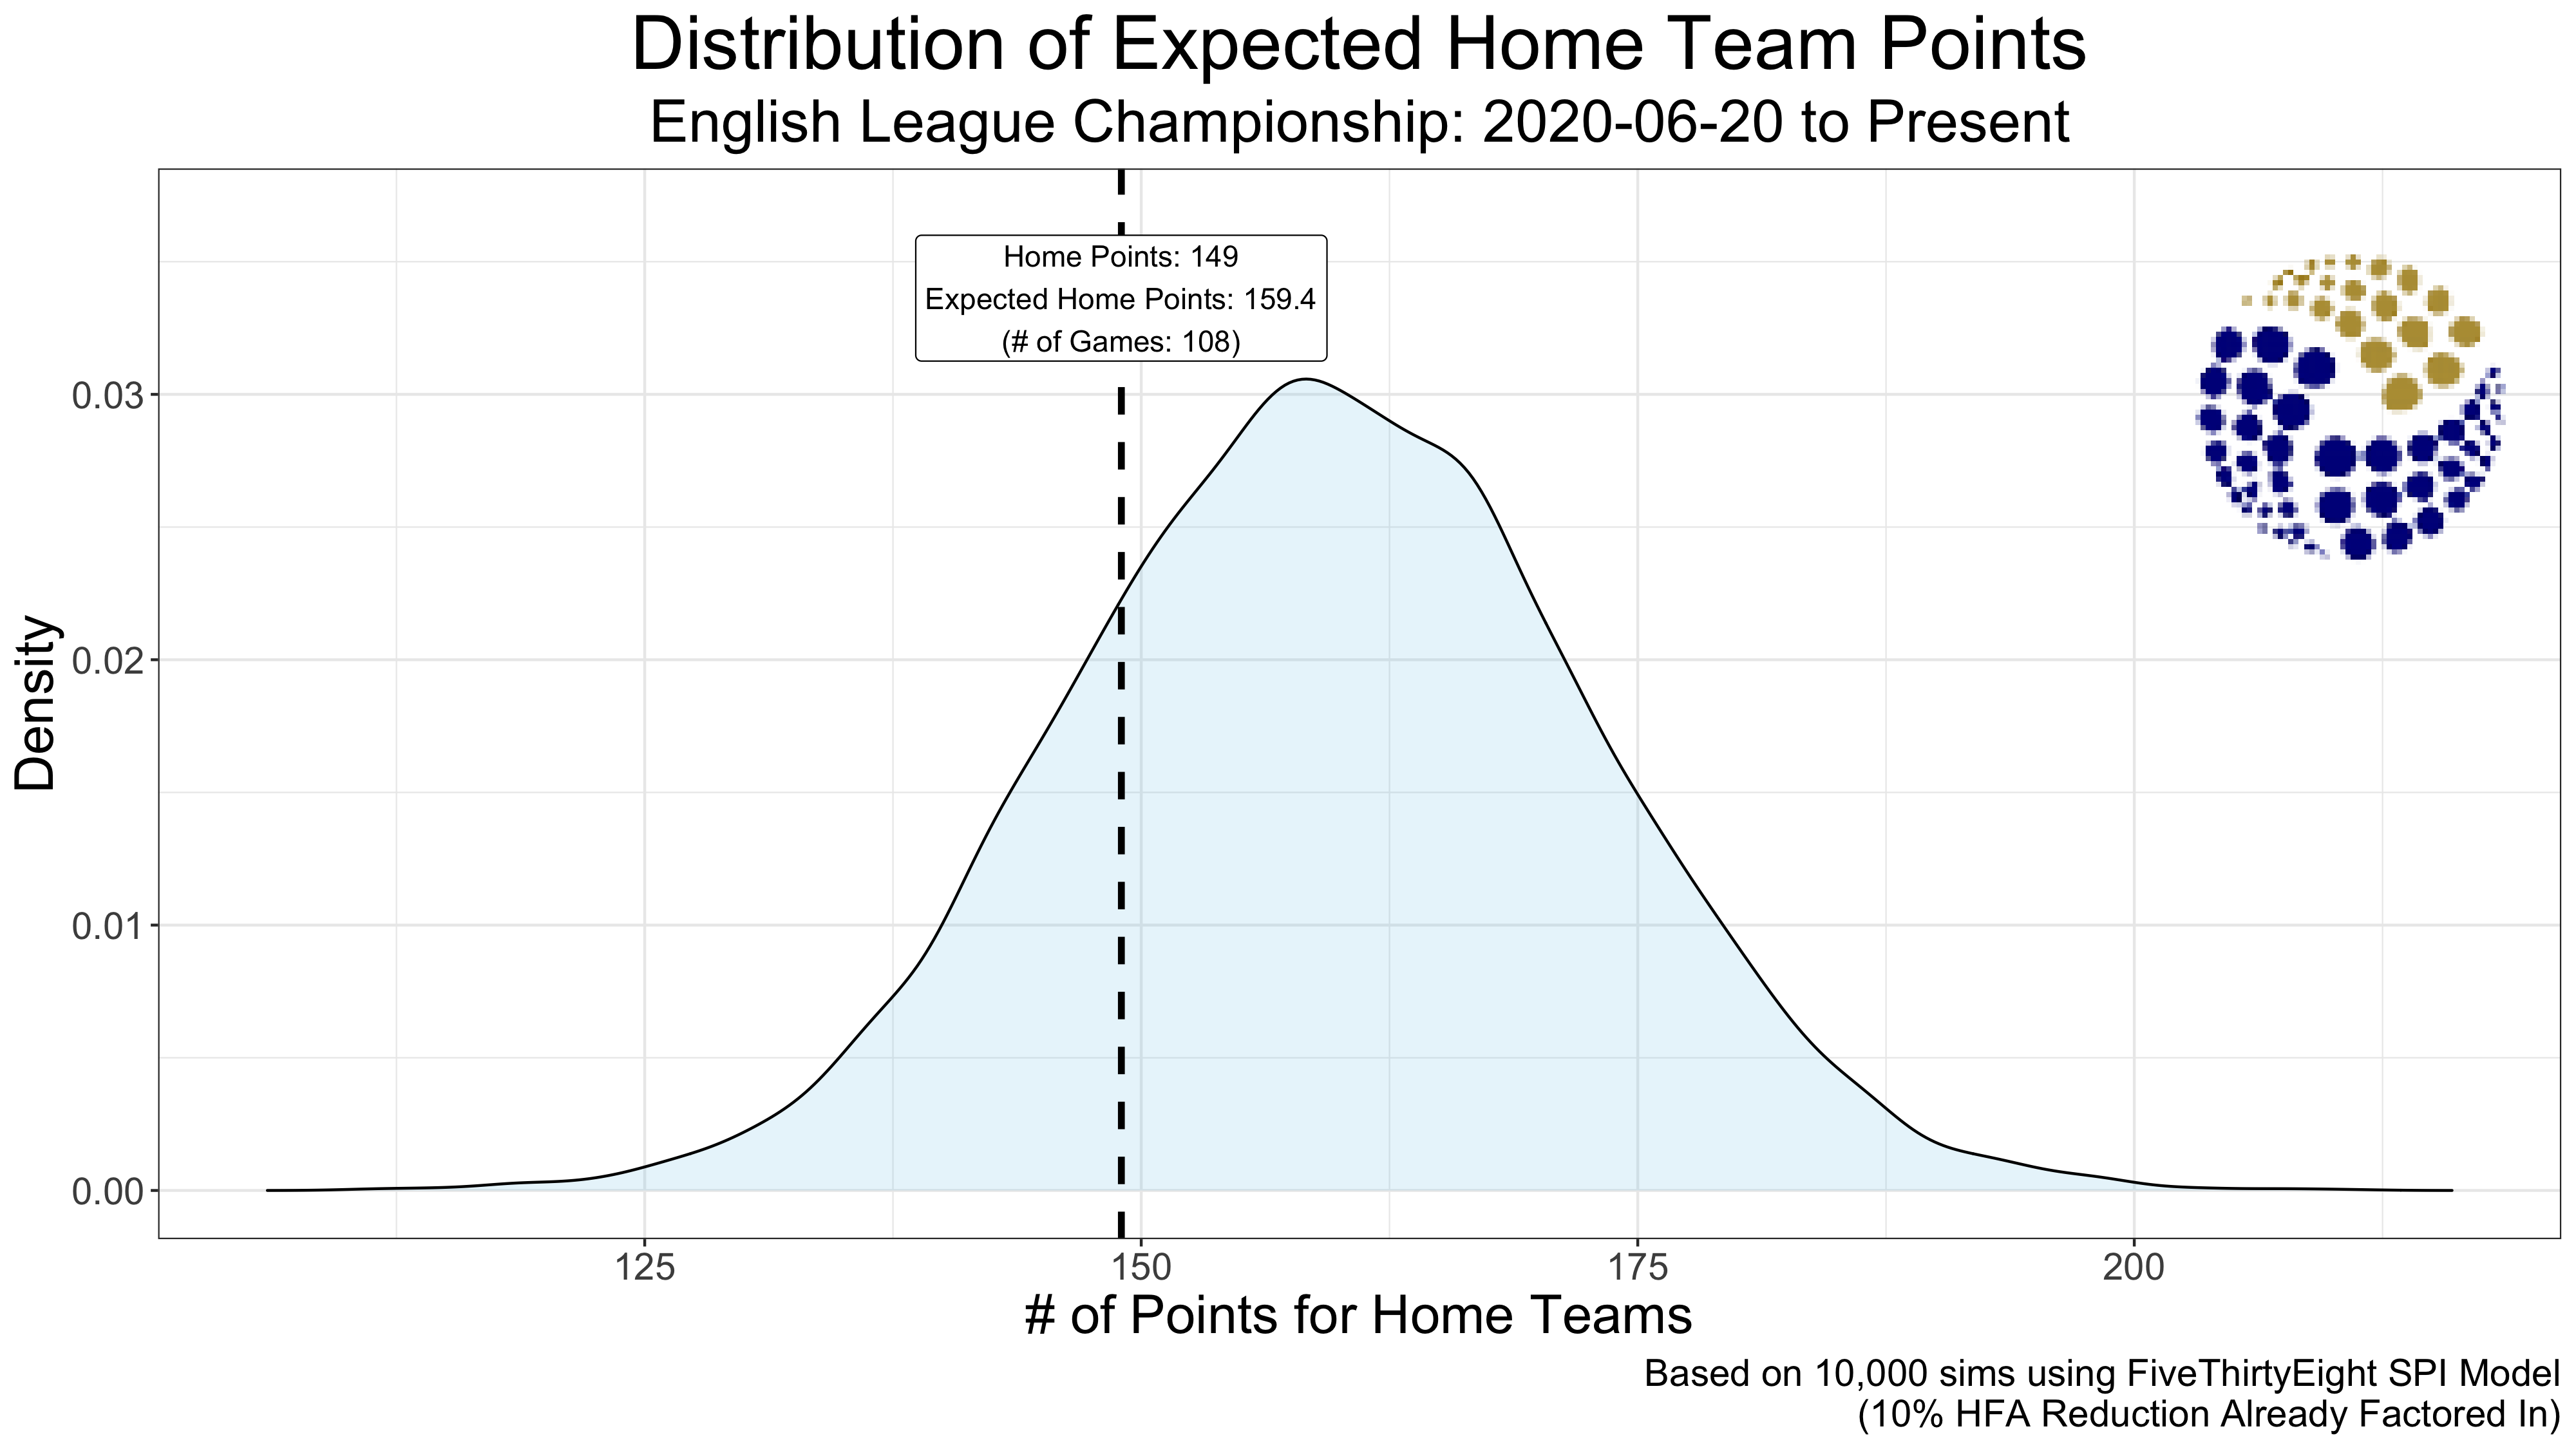 Distribution of Expected Home Team Points
English League Championship: 2020-06-20 to Present
Home Points: 149
Expected Home Points: 159.4
(# of Games: 108)
Density
0.03
0.02
0.01
0.00
125 150 175 200
# of Points for Home Teams
Based on 10,000 sims using FiveThirtyEight SPI Model
(10% HFA Reduction Already Factored In)